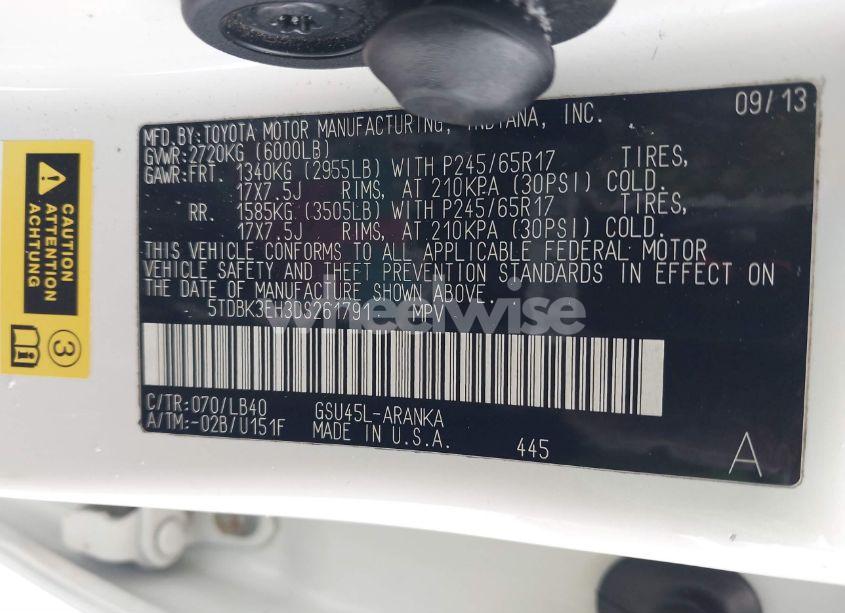 09/13
MFD.BY:TOYOTA MOTOR MANUFACTURING, INDIANA, INC.
GVWR:2720KG (6000LB)
GAWR:FRT. 1340KG (2955LB) WITH P245/65R17 TIRES,
17X7.5J RIMS, AT 210KPA (30PSI) COLD.
RR. 1585KG (3505LB) WITH P245/65R17 TIRES,
17X7.5J RIMS, AT 210KPA (30PSI) COLD.
THIS VEHICLE CONFORMS TO ALL APPLICABLE FEDERAL MOTOR
VEHICLE SAFETY AND THEFT PREVENTION STANDARDS IN EFFECT ON
THE DATE OF MANUFACTURE SHOWN ABOVE.
5TDBK3EH3DS261791 MPV
wheelwise
C/TR:070/LB40 GSU45L-ARANKA
A/TM:-02B/U151F MADE IN U.S.A. 445
A
CAUTION
ATTENTION
ACHTUNG
i
3